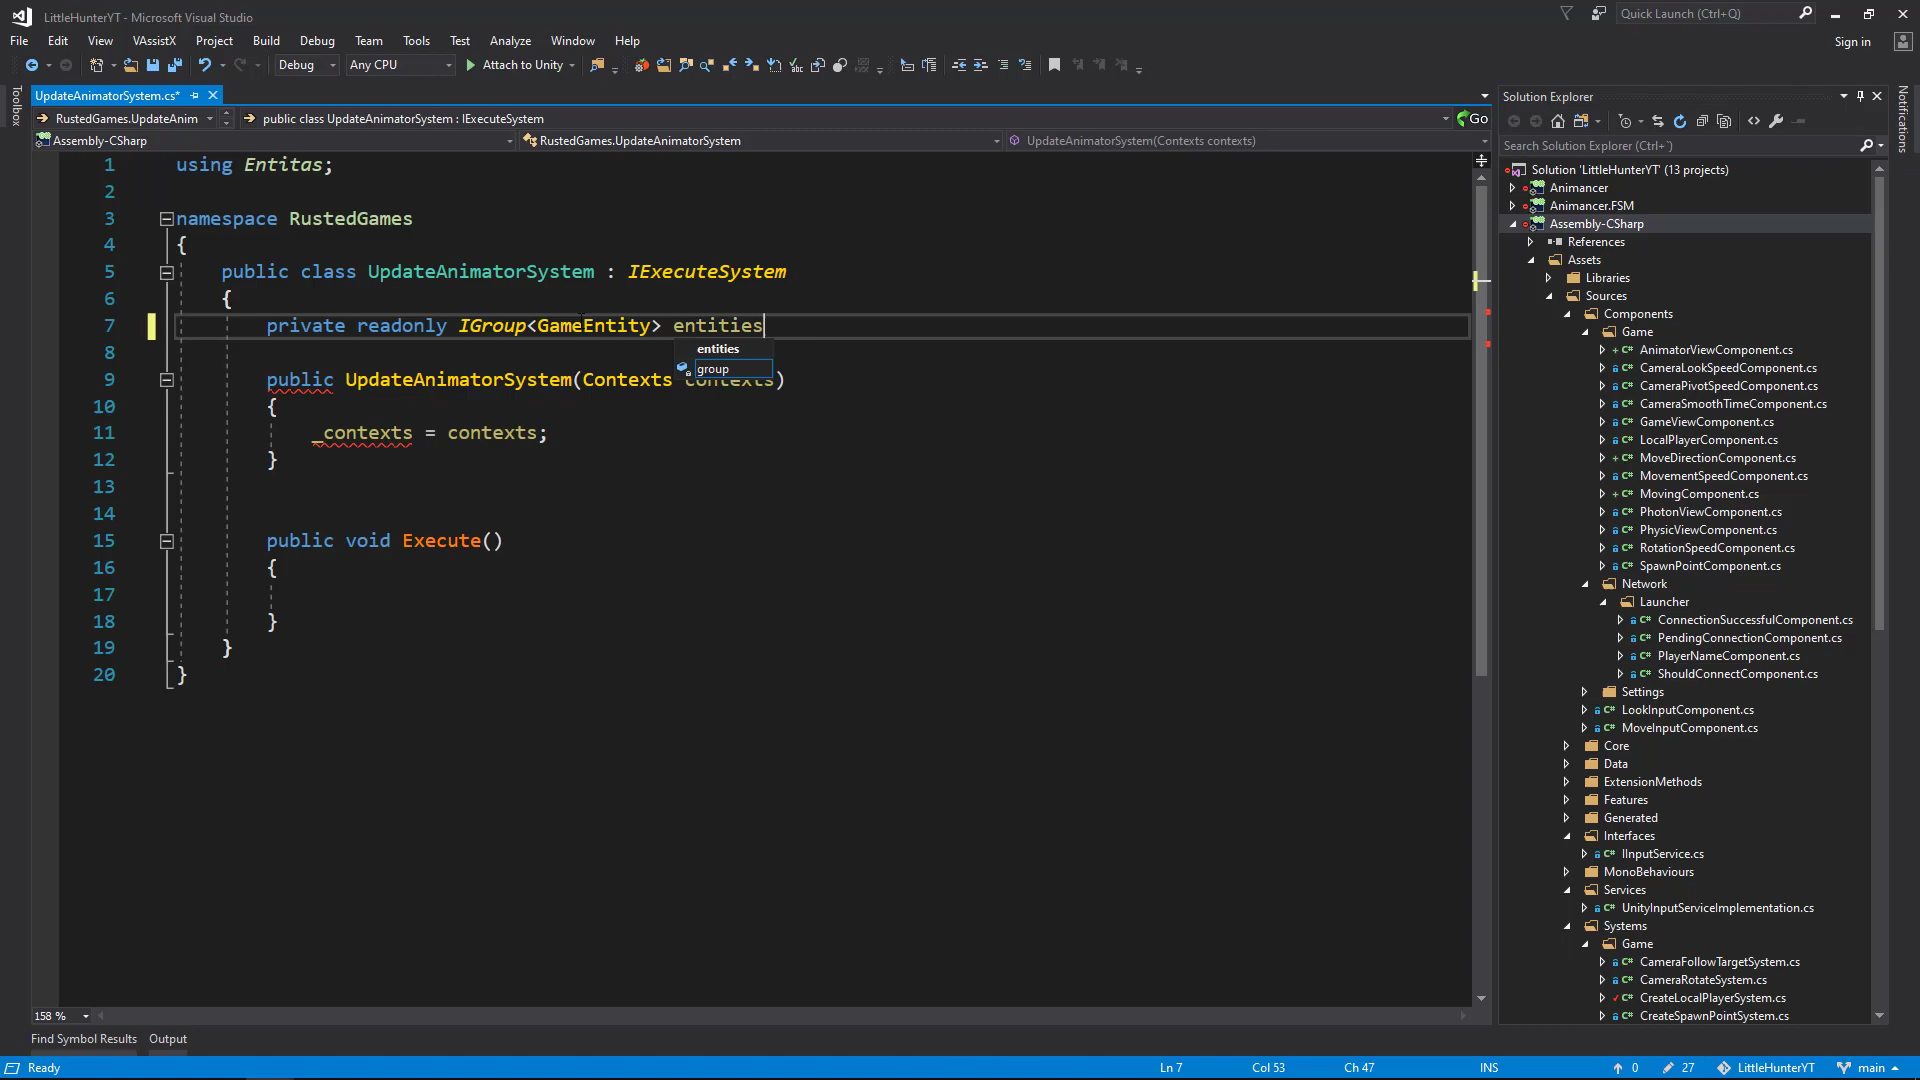 LittleHunterYT - Microsoft Visual Studio
Quick Launch (Ctrl+Q)
File Edit View VAssistX Project Build Debug Team Tools Test Analyze Window Help
Sign in
Debug Any CPU Attach to Unity
Toolbox
UpdateAnimatorSystem.cs*
RustedGames.UpdateAnim public class UpdateAnimatorSystem : IExecuteSystem Go
Assembly-CSharp RustedGames.UpdateAnimatorSystem UpdateAnimatorSystem(Contexts contexts)
1 using Entitas;
2
3 namespace RustedGames
4 {
5 public class UpdateAnimatorSystem : IExecuteSystem
6 {
7 private readonly IGroup<GameEntity> entities
entities
8
group
9 public UpdateAnimatorSystem(Contexts contexts)
10 {
11 _contexts = contexts;
12 }
13
14
15 public void Execute()
16 {
17
18 }
19 }
20 }
158 %
Find Symbol Results Output
Solution Explorer
Notifications
Search Solution Explorer (Ctrl+`)
Solution 'LittleHunterYT' (13 projects)
Animancer
Animancer.FSM
Assembly-CSharp
References
Assets
Libraries
Sources
Components
Game
AnimatorViewComponent.cs
CameraLookSpeedComponent.cs
CameraPivotSpeedComponent.cs
CameraSmoothTimeComponent.cs
GameViewComponent.cs
LocalPlayerComponent.cs
MoveDirectionComponent.cs
MovementSpeedComponent.cs
MovingComponent.cs
PhotonViewComponent.cs
PhysicViewComponent.cs
RotationSpeedComponent.cs
SpawnPointComponent.cs
Network
Launcher
ConnectionSuccessfulComponent.cs
PendingConnectionComponent.cs
PlayerNameComponent.cs
ShouldConnectComponent.cs
Settings
LookInputComponent.cs
MoveInputComponent.cs
Core
Data
ExtensionMethods
Features
Generated
Interfaces
IInputService.cs
MonoBehaviours
Services
UnityInputServiceImplementation.cs
Systems
Game
CameraFollowTargetSystem.cs
CameraRotateSystem.cs
CreateLocalPlayerSystem.cs
CreateSpawnPointSystem.cs
Ready Ln 7 Col 53 Ch 47 INS 0 27 LittleHunterYT main